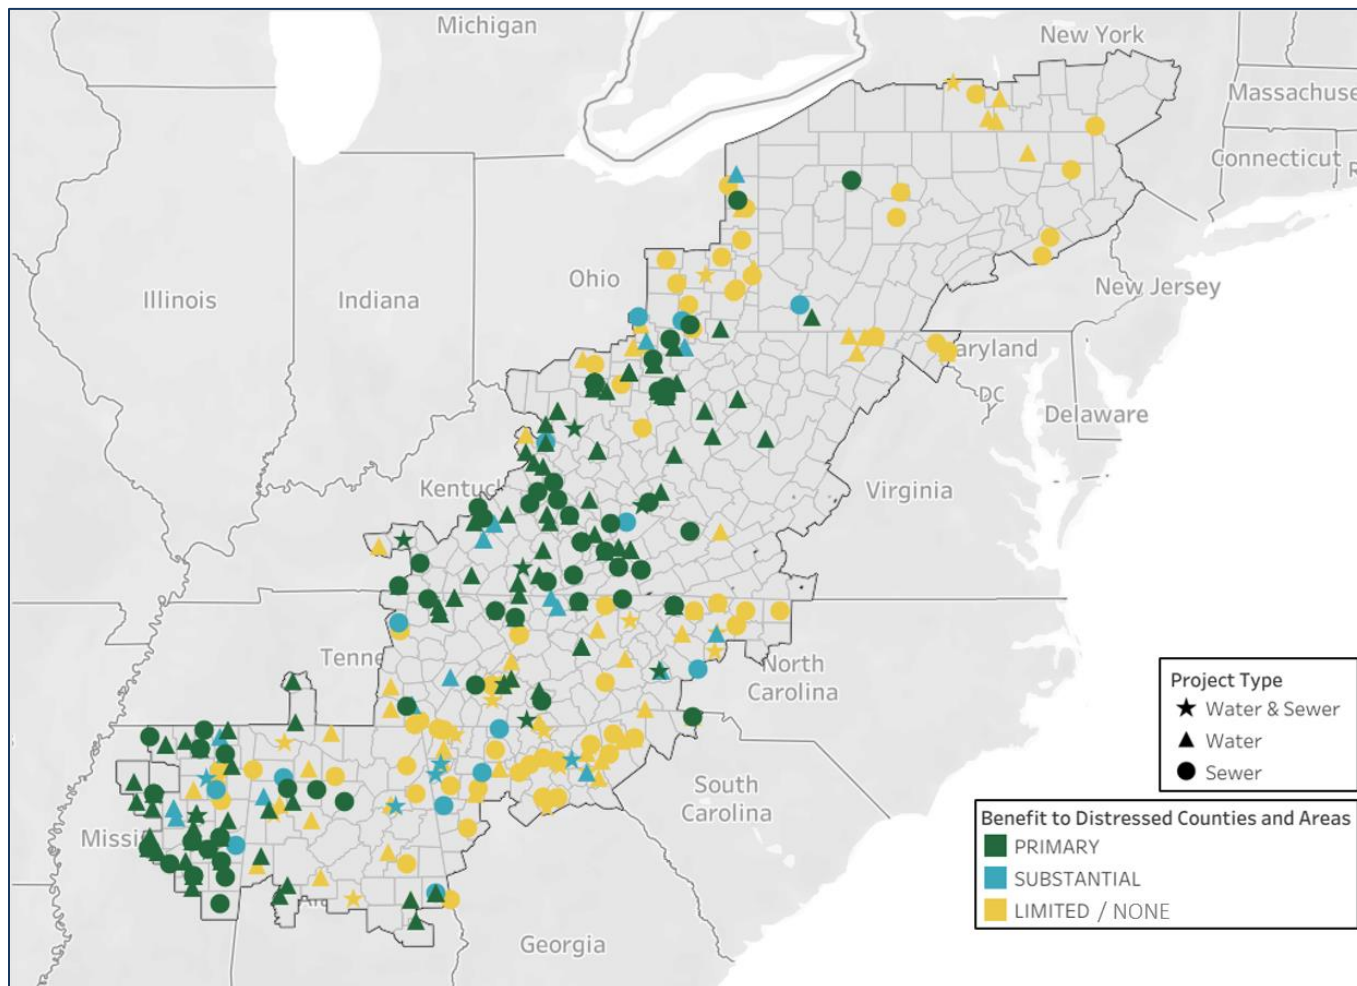 Michigan
New York
Massachuse
Connecticut
R
Ohio
Illinois
Indiana
New Jersey
aryland
DC
Delaware
Kentuc
Virginia
Tenne
North
Carolina
South
Carolina
Missi
Georgia
Project Type
Water & Sewer
Water
Sewer
Benefit to Distressed Counties and Areas
PRIMARY
SUBSTANTIAL
LIMITED / NONE